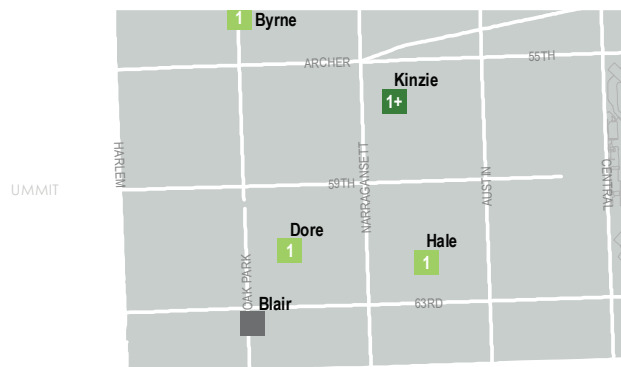 1 Byrne
ARCHER
55TH
Kinzie
1+
HARLEM
NARRAGANSETT
AUSTIN
CENTRAL
59TH
UMMIT
Dore
1
Hale
1
OAK PARK
Blair
63RD